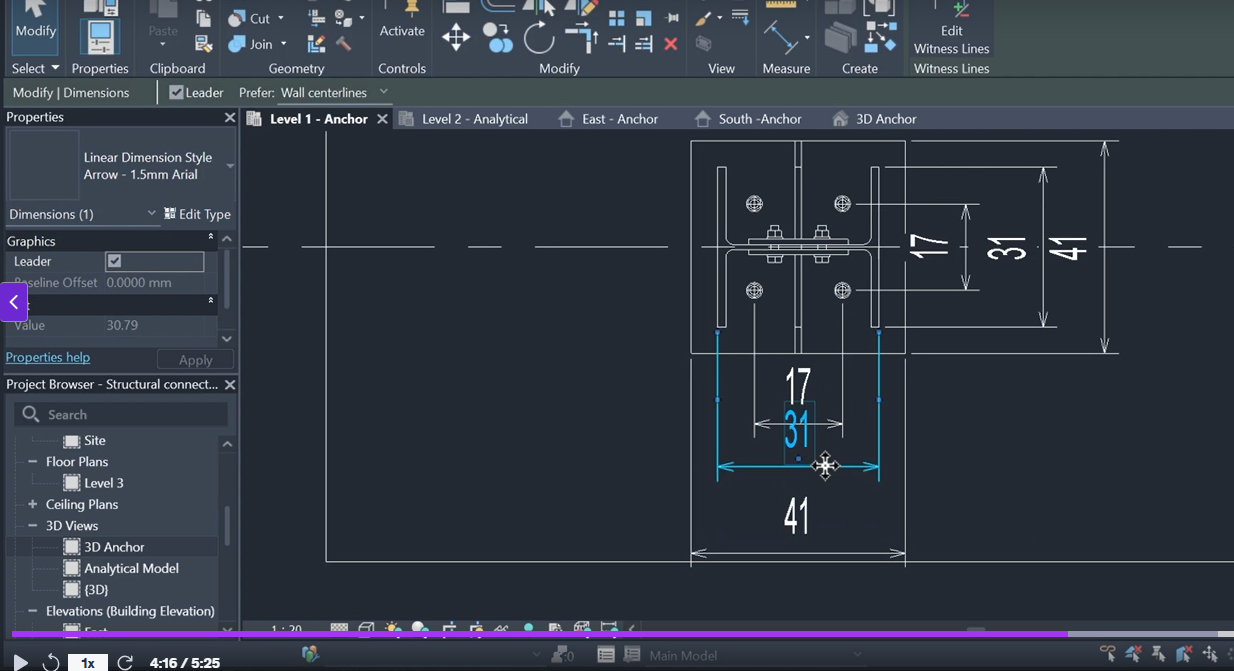 Modify
Paste
Cut
Join
Activate
Edit
Witness Lines
Select
Properties
Clipboard
Geometry
Controls
Modify
View
Measure
Create
Witness Lines
Modify | Dimensions
Leader
Prefer: Wall centerlines
Properties
Level 1 - Anchor
Level 2 - Analytical
East - Anchor
South -Anchor
3D Anchor
Linear Dimension Style
Arrow - 1.5mm Arial
Dimensions (1)
Edit Type
Graphics
Leader
Baseline Offset 0.0000 mm
Value 30.79
Properties help
Apply
Project Browser - Structural connect...
Search
Site
Floor Plans
Level 3
Ceiling Plans
3D Views
3D Anchor
Analytical Model
{3D}
Elevations (Building Elevation)
East
17
31
41
17
31
41
1 : 20
:0
Main Model
1x
4:16 / 5:25